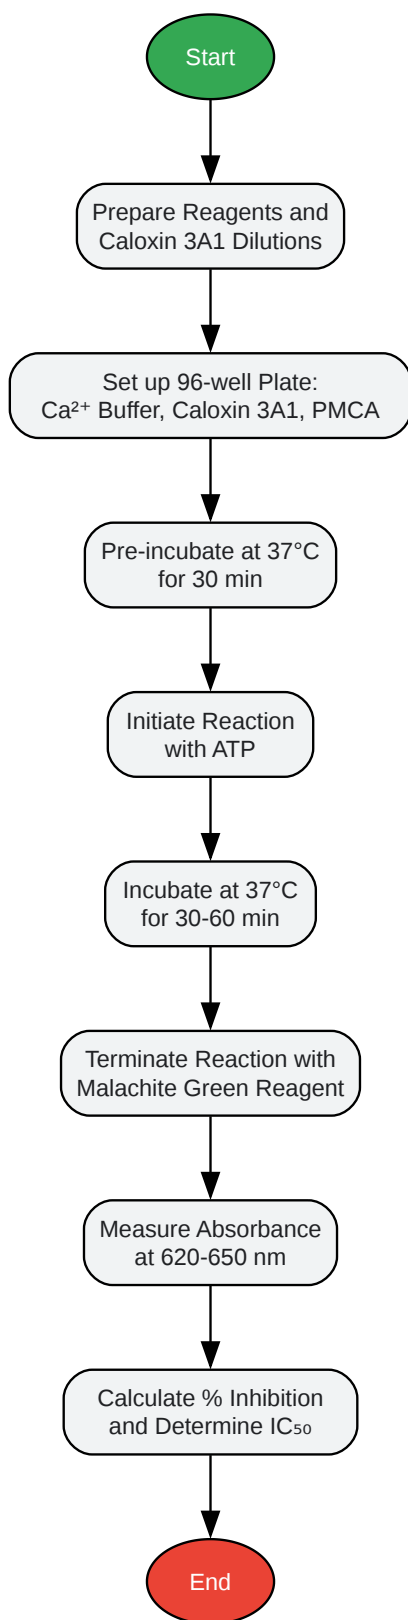 Start
Prepare Reagents and
Caloxin 3A1 Dilutions
Set up 96-well Plate:
Ca²⁺ Buffer, Caloxin 3A1, PMCA
Pre-incubate at 37°C
for 30 min
Initiate Reaction
with ATP
Incubate at 37°C
for 30-60 min
Terminate Reaction with
Malachite Green Reagent
Measure Absorbance
at 620-650 nm
Calculate % Inhibition
and Determine IC₅₀
End